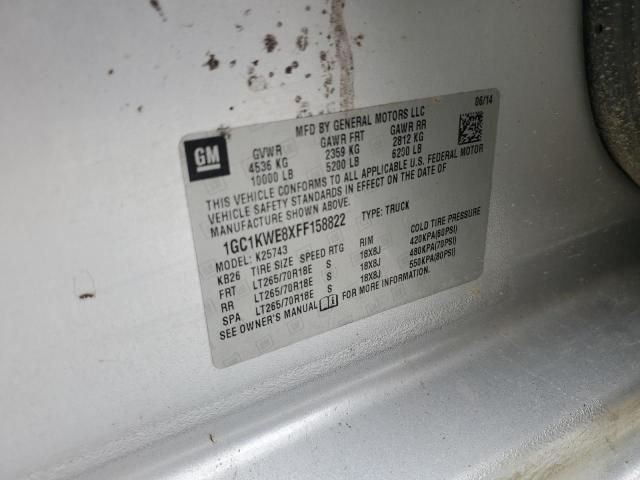 MFD BY GENERAL MOTORS LLC 06/14
GM
GVWR GAWR FRT GAWR RR
4536 KG 2359 KG 2812 KG
10000 LB 5200 LB 6200 LB
THIS VEHICLE CONFORMS TO ALL APPLICABLE U.S. FEDERAL MOTOR
VEHICLE SAFETY STANDARDS IN EFFECT ON THE DATE OF
MANUFACTURE SHOWN ABOVE.
1GC1KWE8XFF158822 TYPE: TRUCK
MODEL: K25743
KB26 TIRE SIZE SPEED RTG RIM COLD TIRE PRESSURE
FRT LT265/70R18E S 18X8J 420KPA(60PSI)
RR LT265/70R18E S 18X8J 480KPA(70PSI)
SPA LT265/70R18E S 18X8J 550KPA(80PSI)
SEE OWNER'S MANUAL FOR MORE INFORMATION.